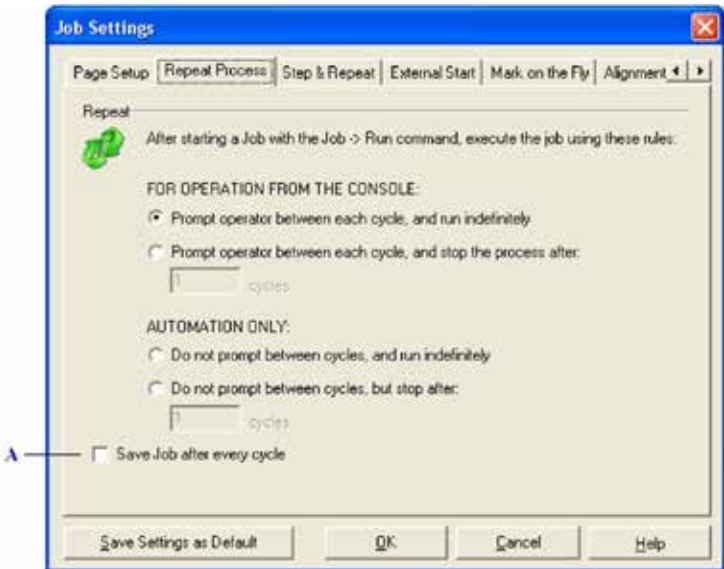 Job Settings
Page Setup Repeat Process Step & Repeat External Start Mark on the Fly Alignment
Repeat
After starting a Job with the Job -> Run command, execute the job using these rules:
FOR OPERATION FROM THE CONSOLE:
Prompt operator between each cycle, and run indefinitely
Prompt operator between each cycle, and stop the process after:
1 cycles
AUTOMATION ONLY:
Do not prompt between cycles, and run indefinitely
Do not prompt between cycles, but stop after:
1 cycles
A Save Job after every cycle
Save Settings as Default OK Cancel Help